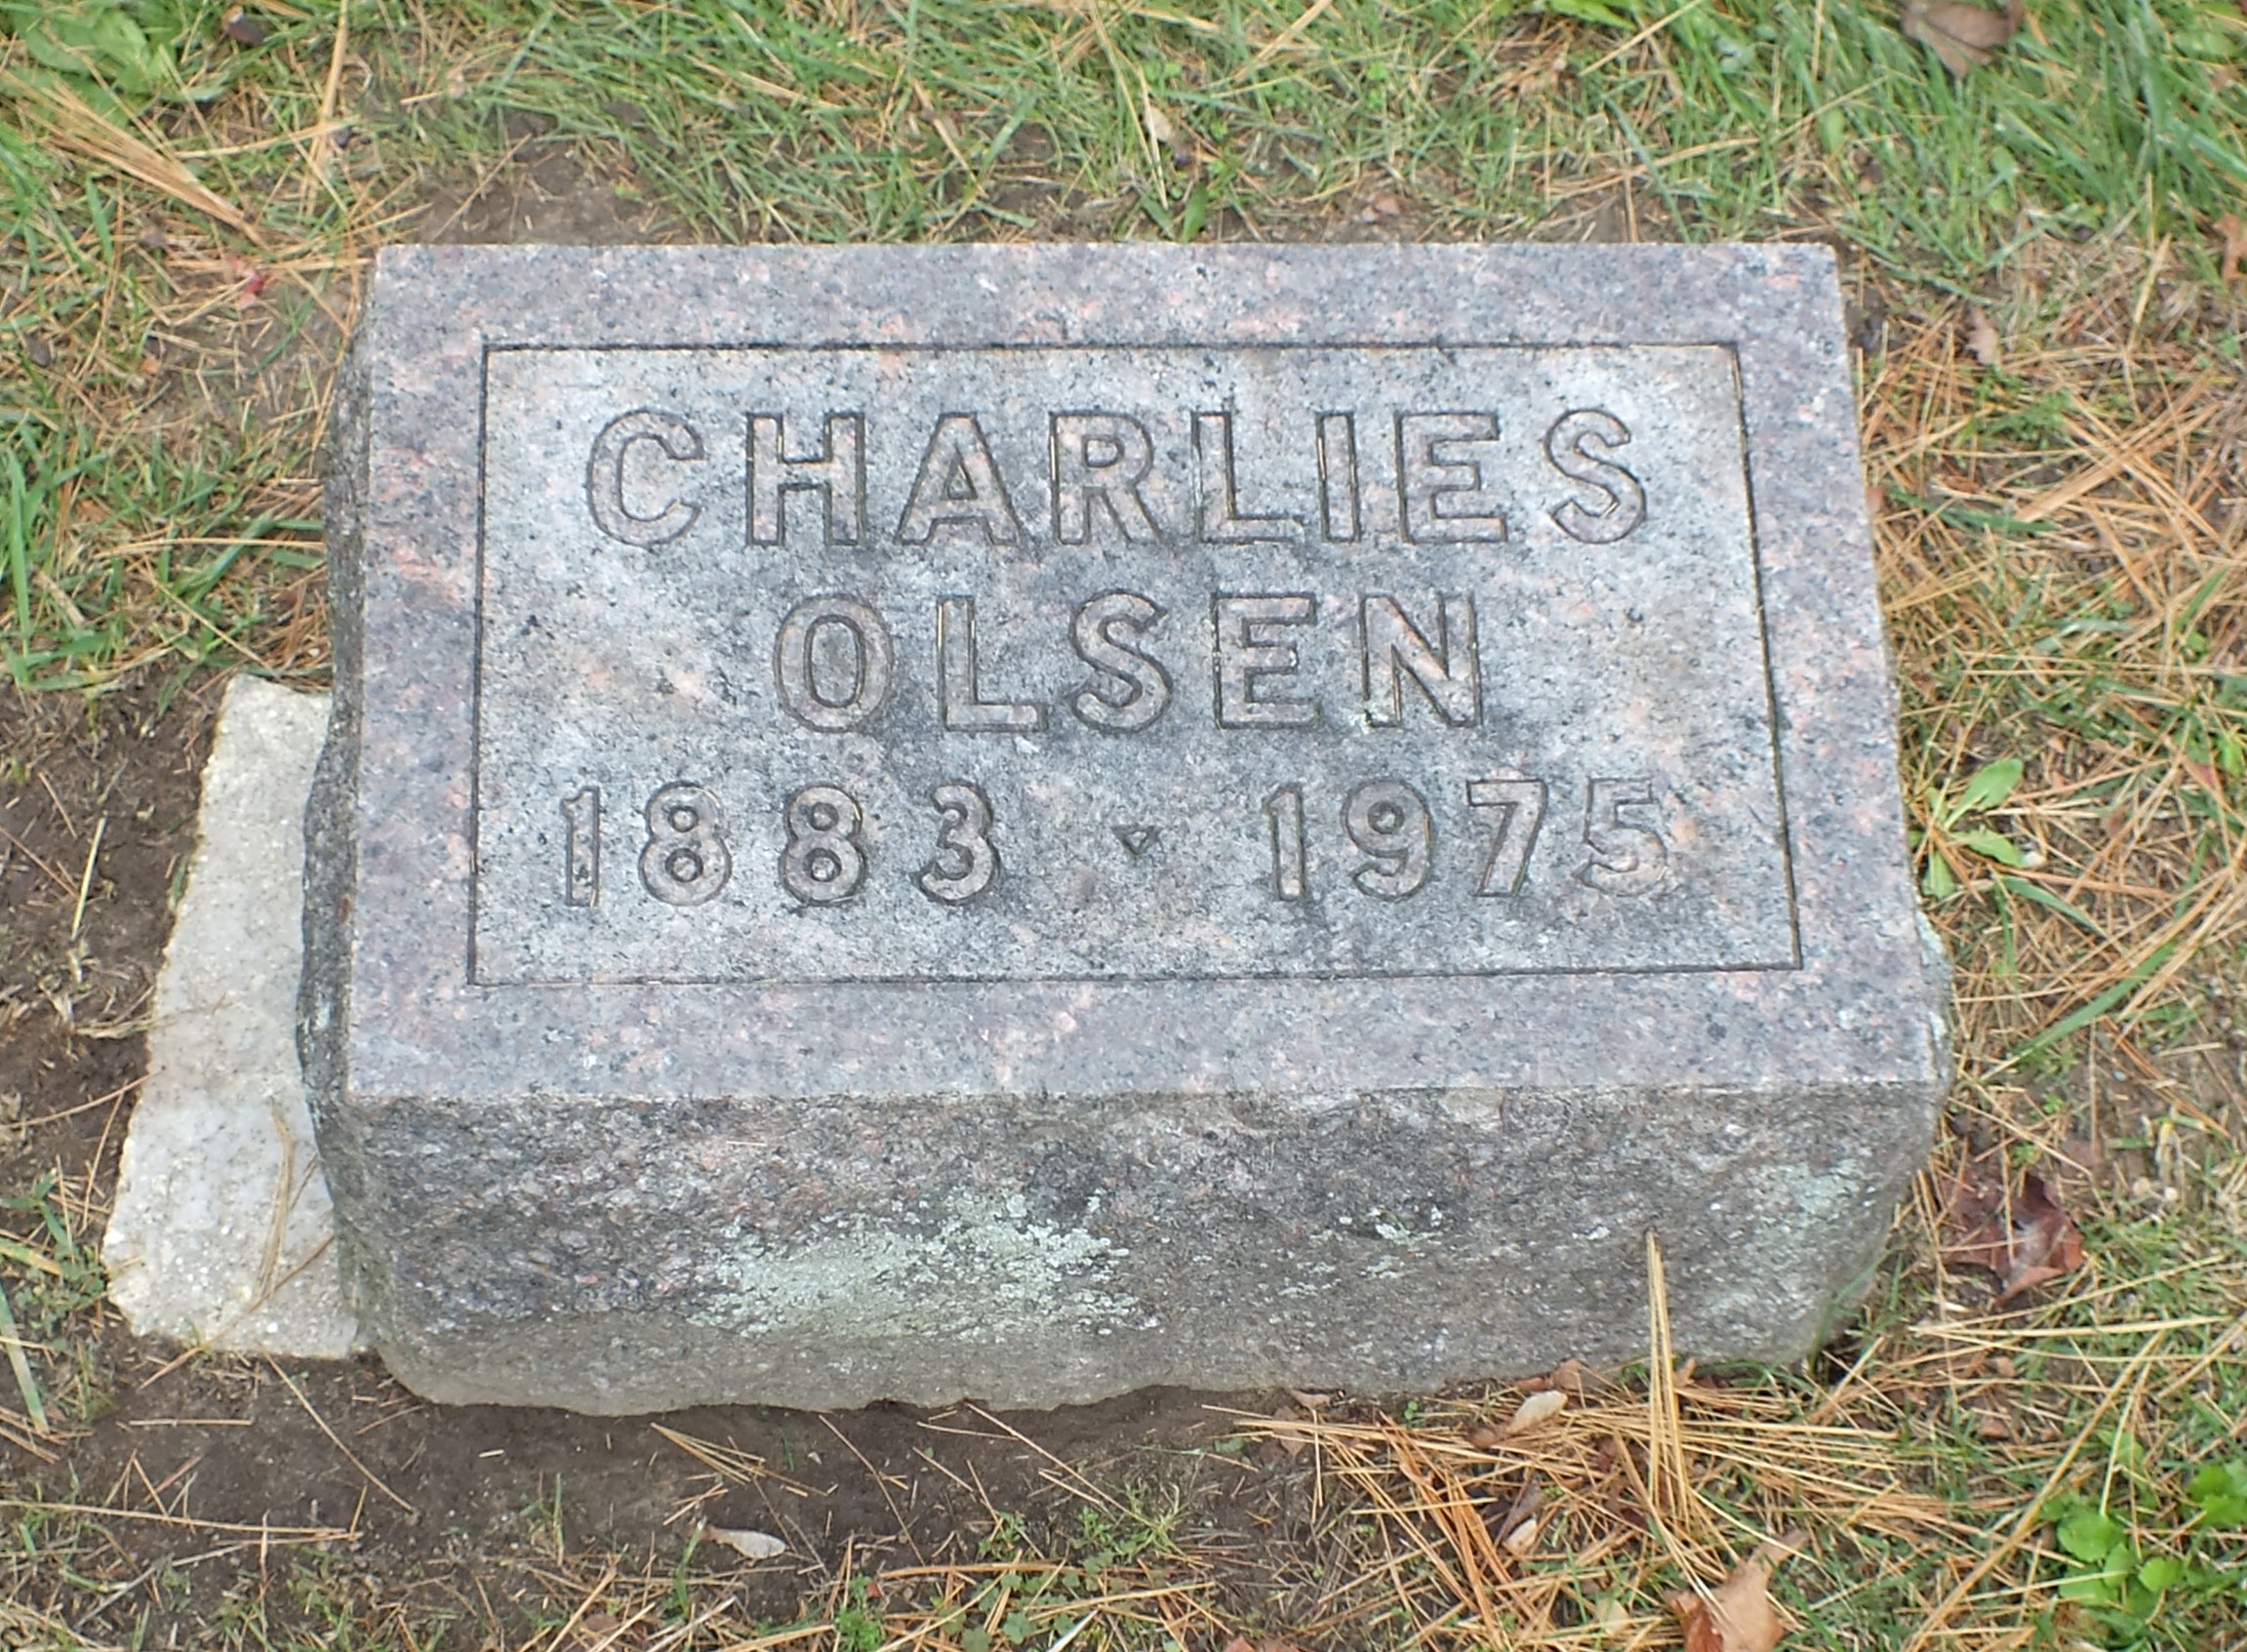 CHARLIES
OLSEN
1883 ▾ 1975